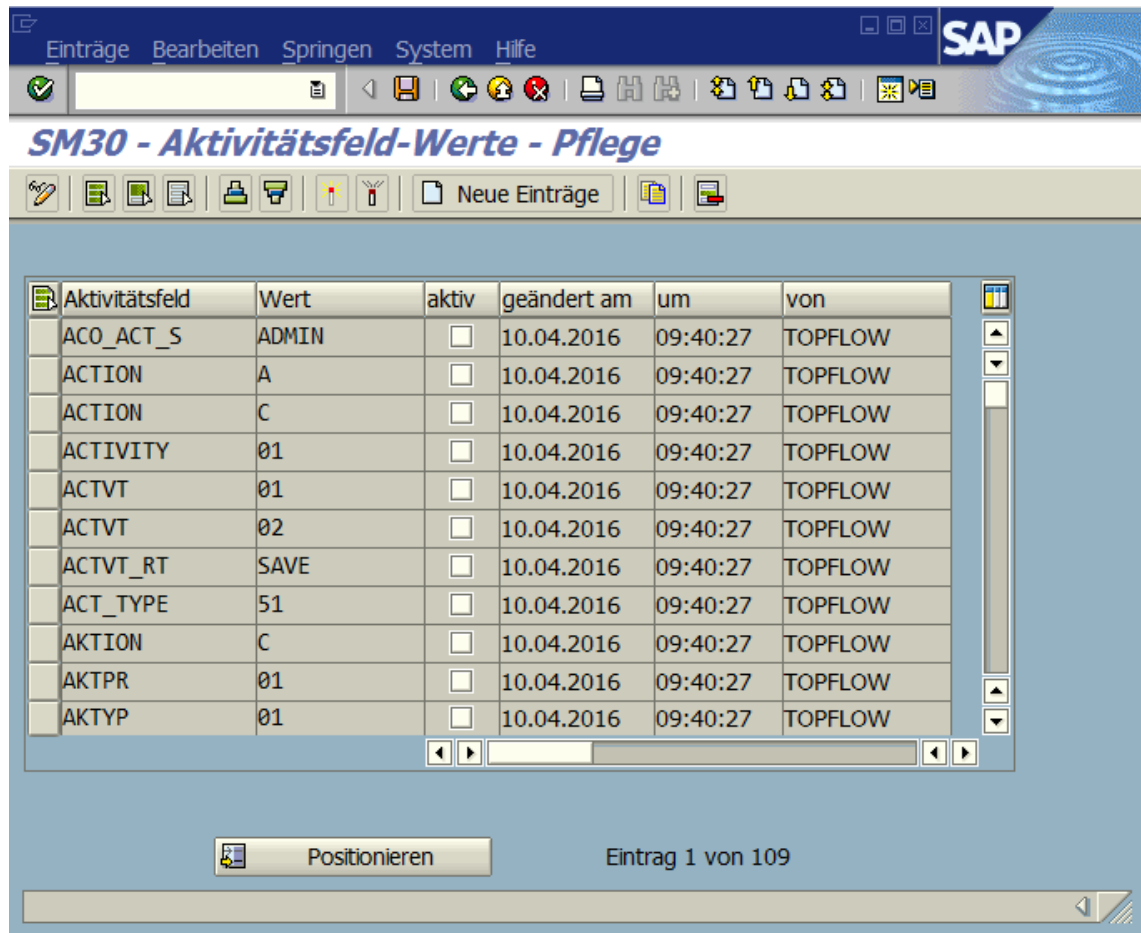 Einträge Bearbeiten Springen System Hilfe
SAP
SM30 - Aktivitätsfeld-Werte - Pflege
Neue Einträge
Aktivitätsfeld Wert aktiv geändert am um von
ACO_ACT_S ADMIN 10.04.2016 09:40:27 TOPFLOW
ACTION A 10.04.2016 09:40:27 TOPFLOW
ACTION C 10.04.2016 09:40:27 TOPFLOW
ACTIVITY 01 10.04.2016 09:40:27 TOPFLOW
ACTVT 01 10.04.2016 09:40:27 TOPFLOW
ACTVT 02 10.04.2016 09:40:27 TOPFLOW
ACTVT_RT SAVE 10.04.2016 09:40:27 TOPFLOW
ACT_TYPE 51 10.04.2016 09:40:27 TOPFLOW
AKTION C 10.04.2016 09:40:27 TOPFLOW
AKTPR 01 10.04.2016 09:40:27 TOPFLOW
AKTYP 01 10.04.2016 09:40:27 TOPFLOW
Positionieren Eintrag 1 von 109